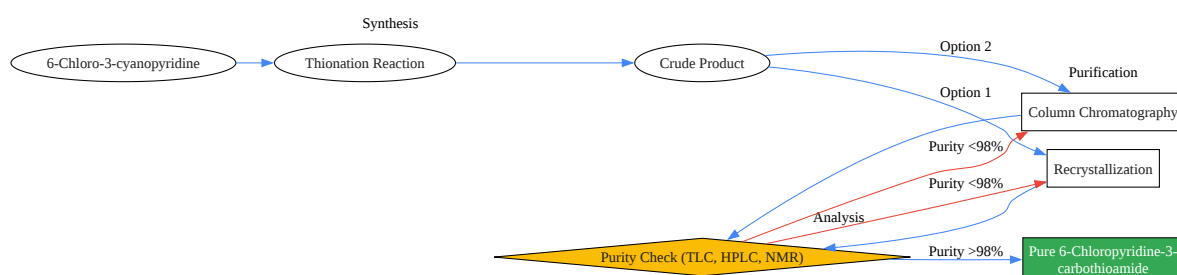 Synthesis
6-Chloro-3-cyanopyridine
Thionation Reaction
Crude Product
Option 2
Purification
Option 1
Column Chromatography
Purity <98%
Recrystallization
Purity <98%
Analysis
Purity Check (TLC, HPLC, NMR)
Purity >98%
Pure 6-Chloropyridine-3-
carbothioamide